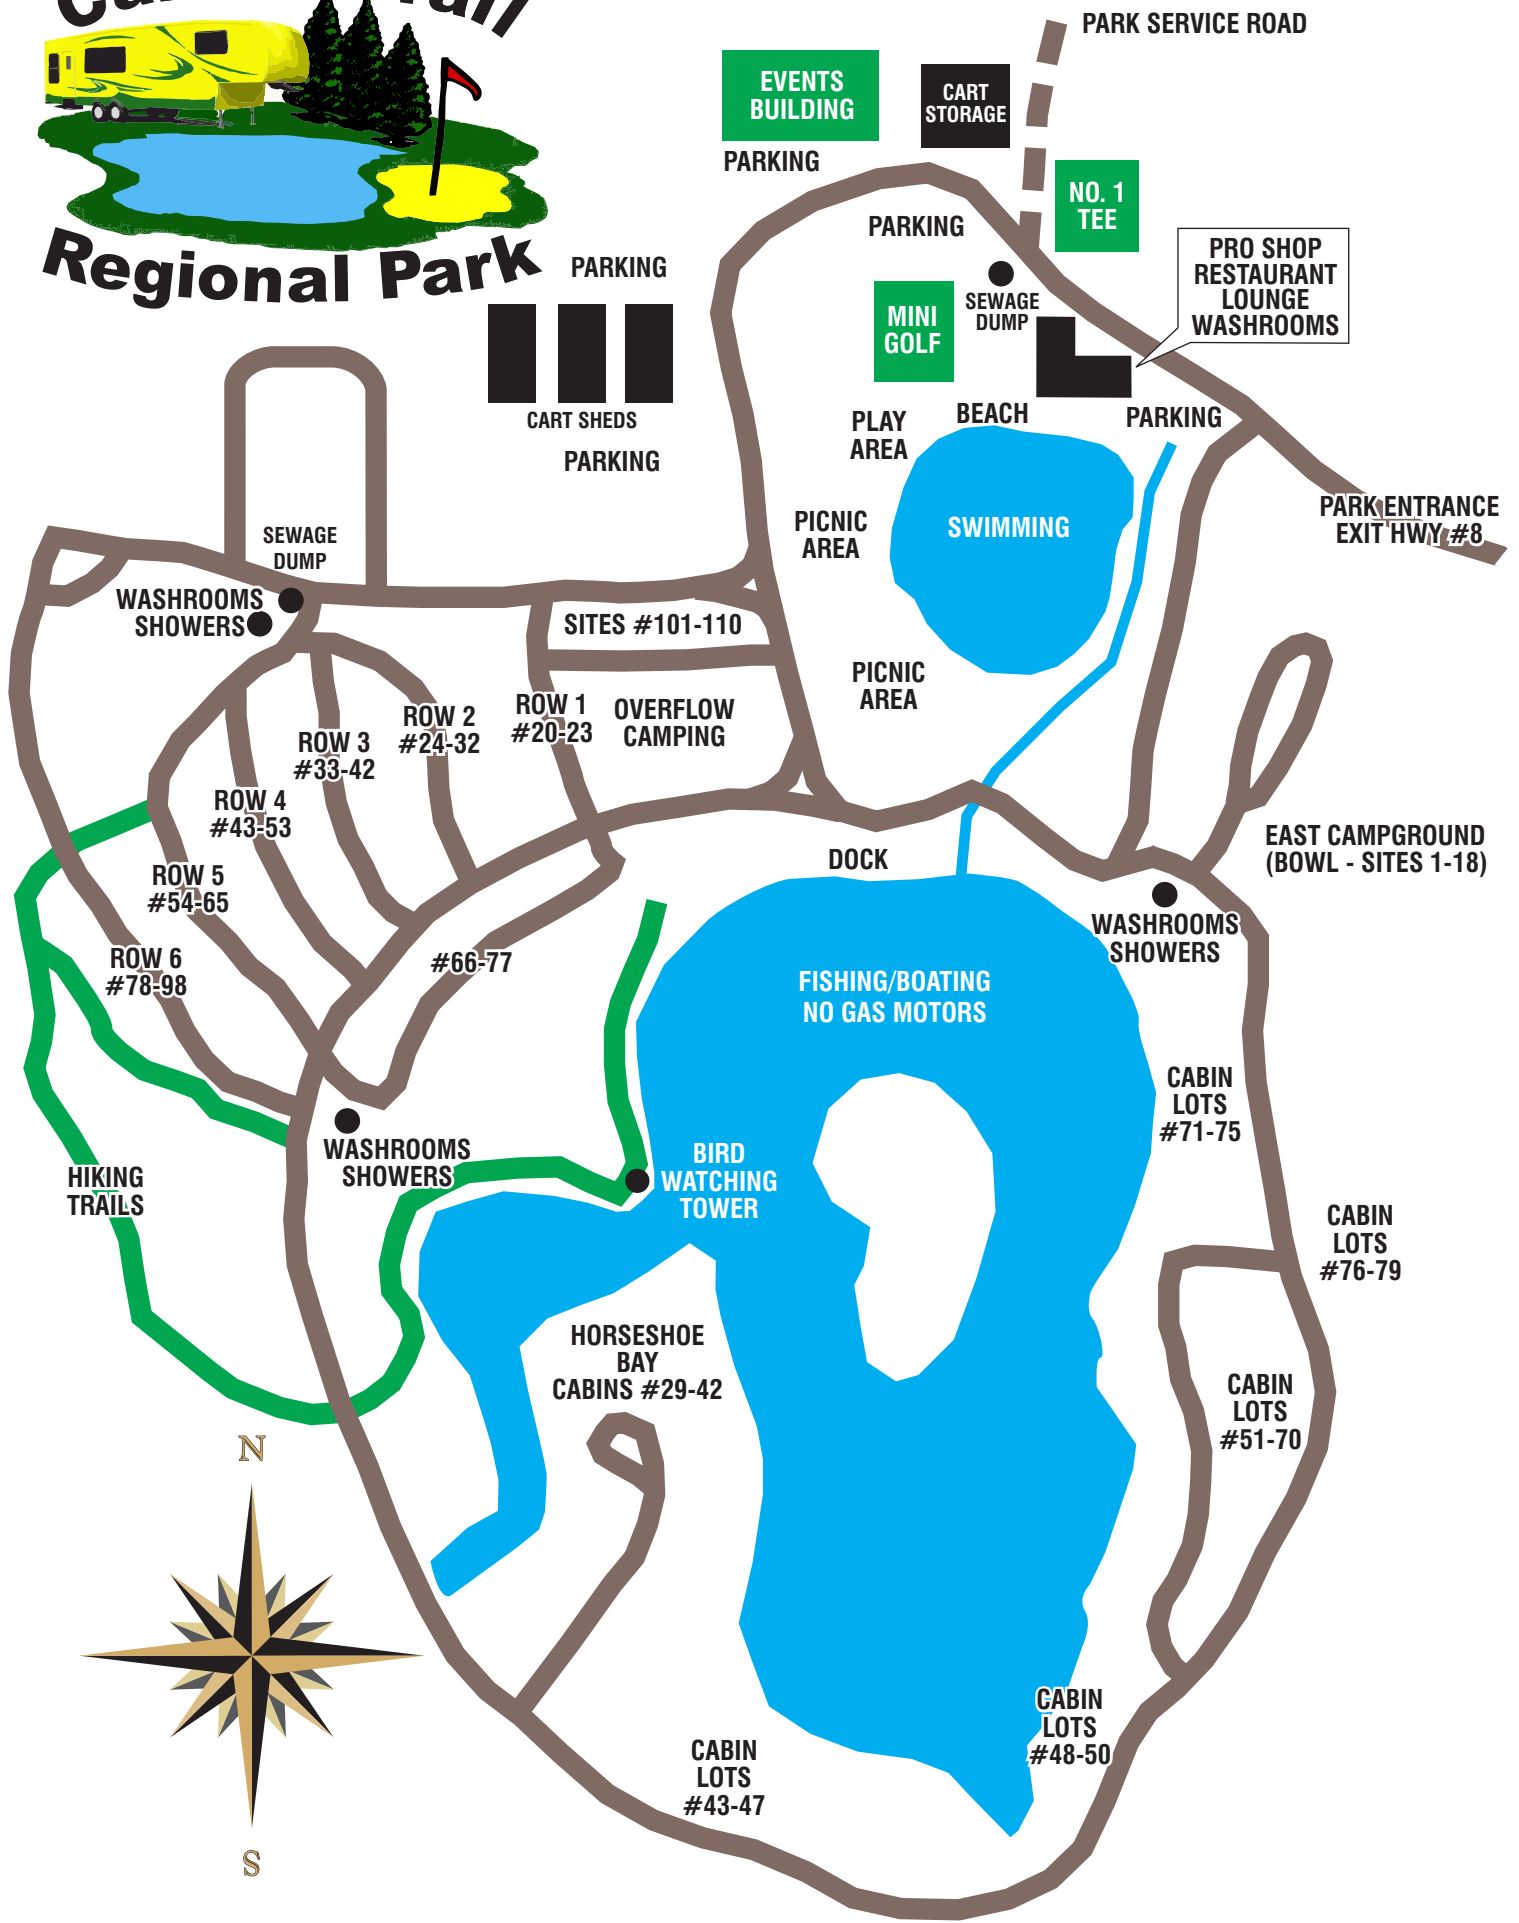 Regional Park
PARK SERVICE ROAD
EVENTS
BUILDING
CART
STORAGE
PARKING
NO. 1
TEE
PARKING
PRO SHOP
RESTAURANT
LOUNGE
WASHROOMS
PARKING
SEWAGE
DUMP
MINI
GOLF
CART SHEDS
PARKING
PLAY
AREA
BEACH
PARKING
PICNIC
AREA
SWIMMING
PARK ENTRANCE
EXIT HWY #8
SEWAGE
DUMP
WASHROOMS
SHOWERS
SITES #101-110
PICNIC
AREA
ROW 1
#20-23
OVERFLOW
CAMPING
ROW 2
#24-32
ROW 3
#33-42
ROW 4
#43-53
ROW 5
#54-65
ROW 6
#78-98
#66-77
DOCK
EAST CAMPGROUND
(BOWL - SITES 1-18)
WASHROOMS
SHOWERS
FISHING/BOATING
NO GAS MOTORS
CABIN
LOTS
#71-75
WASHROOMS
SHOWERS
BIRD
WATCHING
TOWER
HIKING
TRAILS
CABIN
LOTS
#76-79
HORSESHOE
BAY
CABINS #29-42
CABIN
LOTS
#51-70
N
CABIN
LOTS
#48-50
CABIN
LOTS
#43-47
S